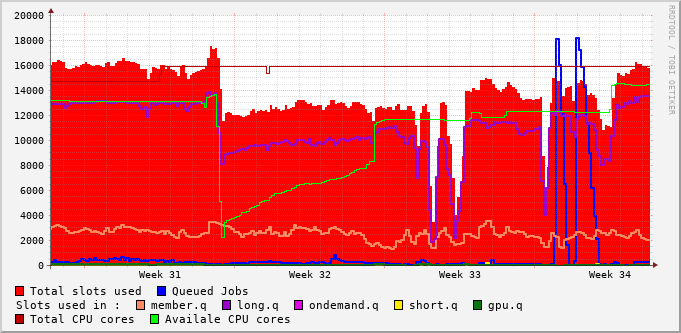 RRDTOOL / TOBI OETIKER
20000
18000
16000
14000
12000
10000
8000
6000
4000
2000
0
Week 31 Week 32 Week 33 Week 34
Total slots used Queued Jobs
Slots used in : member.q long.q ondemand.q short.q gpu.q
Total CPU cores Availale CPU cores